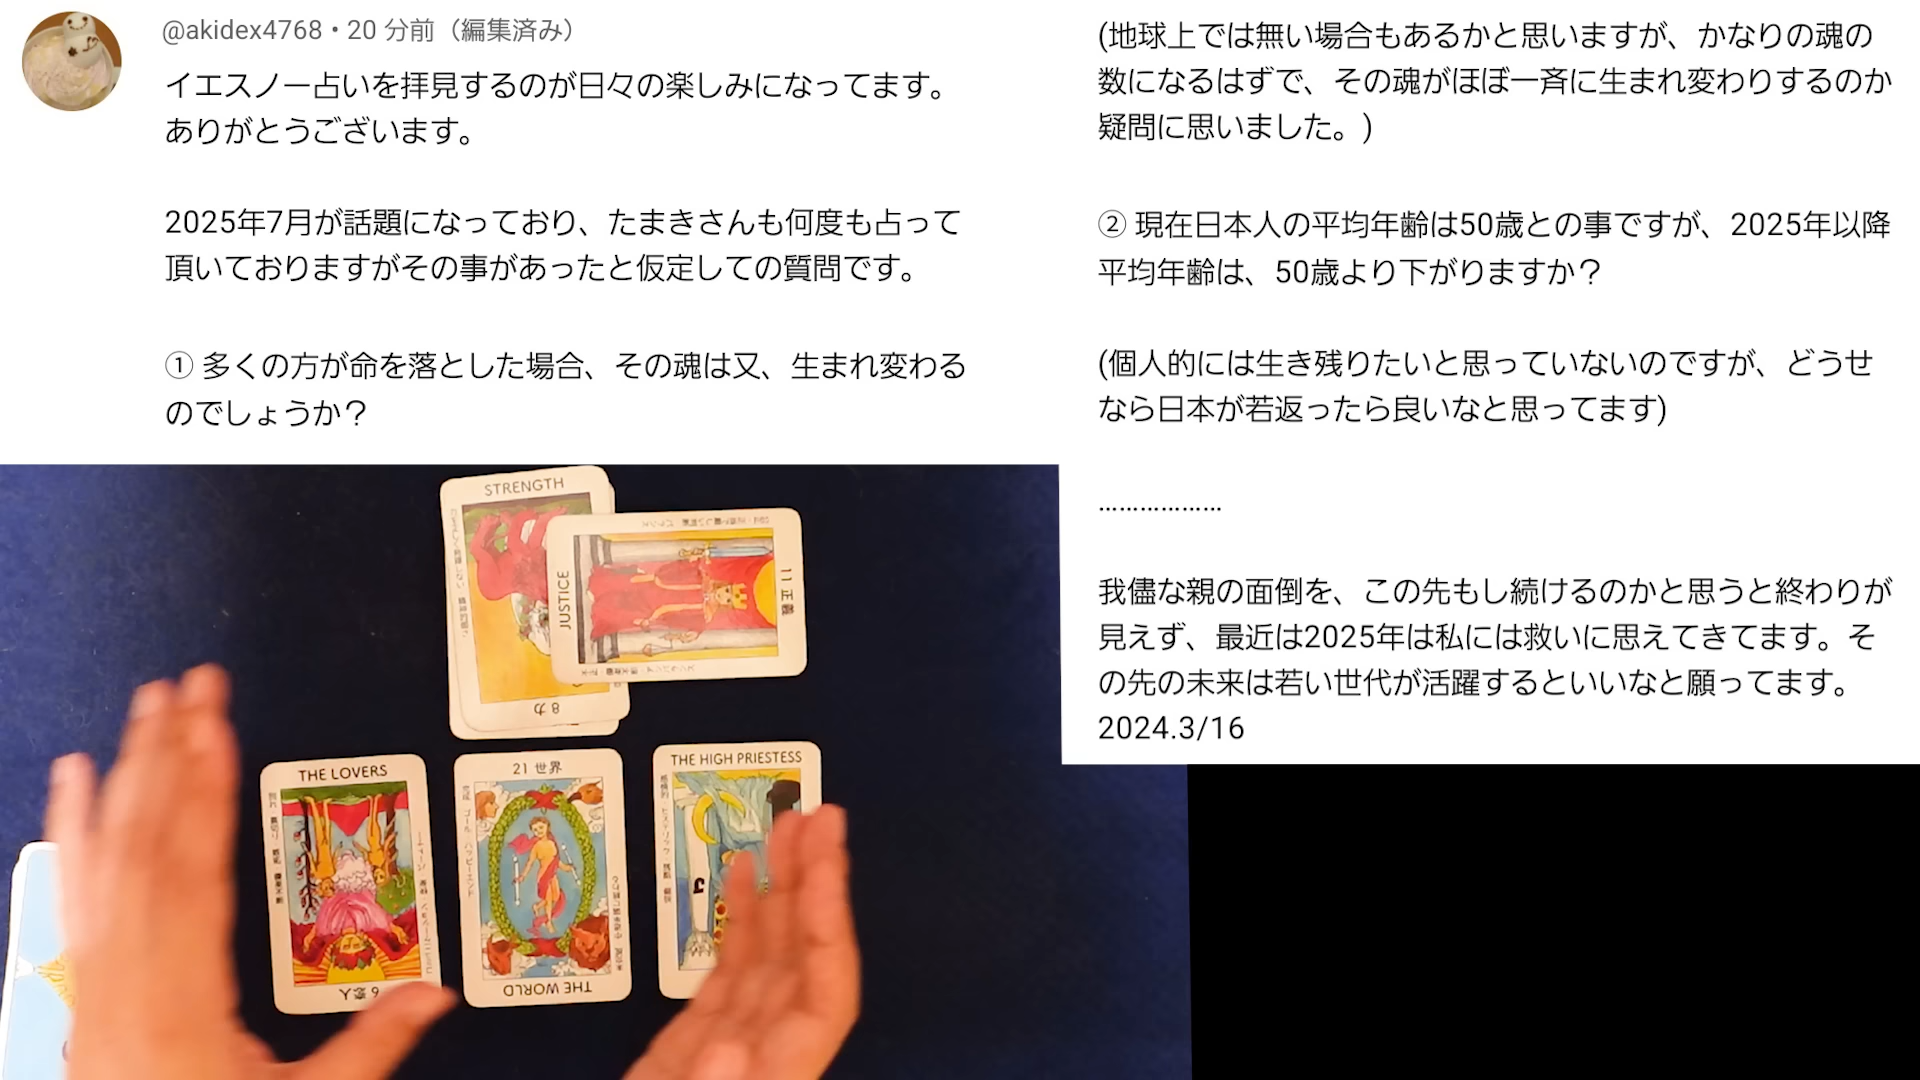 @akidex4768 • 20 分前（編集済み）
イエスノー占いを拝見するのが日々の楽しみになってます。
ありがとうございます。
2025年7月が話題になっており、たまきさんも何度も占って
頂いておりますがその事があったと仮定しての質問です。
① 多くの方が命を落とした場合、その魂は又、生まれ変わる
のでしょうか？
(地球上では無い場合もあるかと思いますが、かなりの魂の
数になるはずで、その魂がほぼ一斉に生まれ変わりするのか
疑問に思いました。)
② 現在日本人の平均年齢は50歳との事ですが、2025年以降
平均年齢は、50歳より下がりますか？
(個人的には生き残りたいと思っていないのですが、どうせ
なら日本が若返ったら良いなと思ってます)
………………
我儘な親の面倒を、この先もし続けるのかと思うと終わりが
見えず、最近は2025年は私には救いに思えてきてます。そ
の先の未来は若い世代が活躍するといいなと願ってます。
2024.3/16
STRENGTH
8 力
JUSTICE
11 正義
THE LOVERS
6 恋人
21 世界
THE WORLD
THE HIGH PRIESTESS